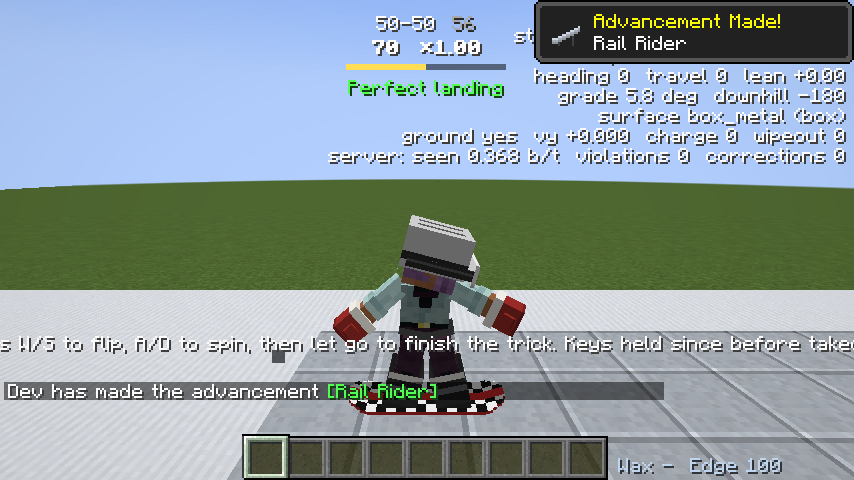 50-50 56
70 ×1.00
Perfect landing
st
Advancement Made!
Rail Rider
heading 0 travel 0 lean +0.00
grade 5.8 deg downhill -180
surface box_metal (box)
ground yes vy +0.000 charge 0 wipeout 0
server: seen 0.368 b/t violations 0 corrections 0
s W/S to flip, A/D to spin, then let go to finish the trick. Keys held since before takeo
Dev has made the advancement [Rail Rider]
Wax - Edge 100